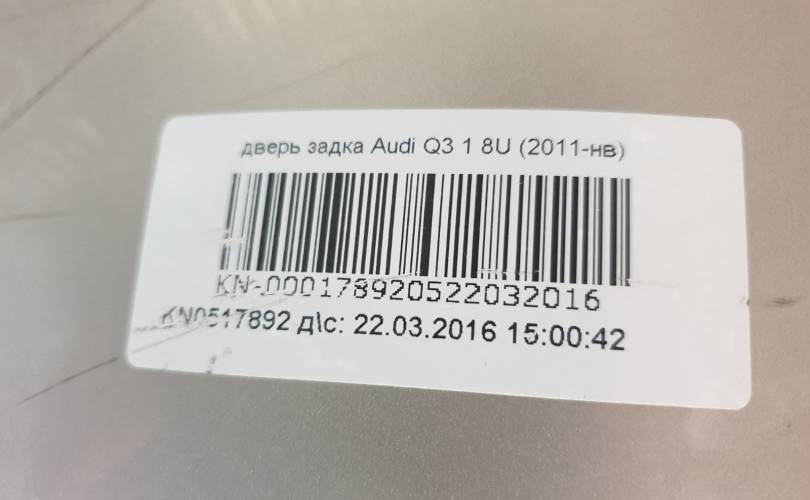 дверь задка Audi Q3 1 8U (2011-нв)
KN-000178920522032016
KN0517892 д\с: 22.03.2016 15:00:42